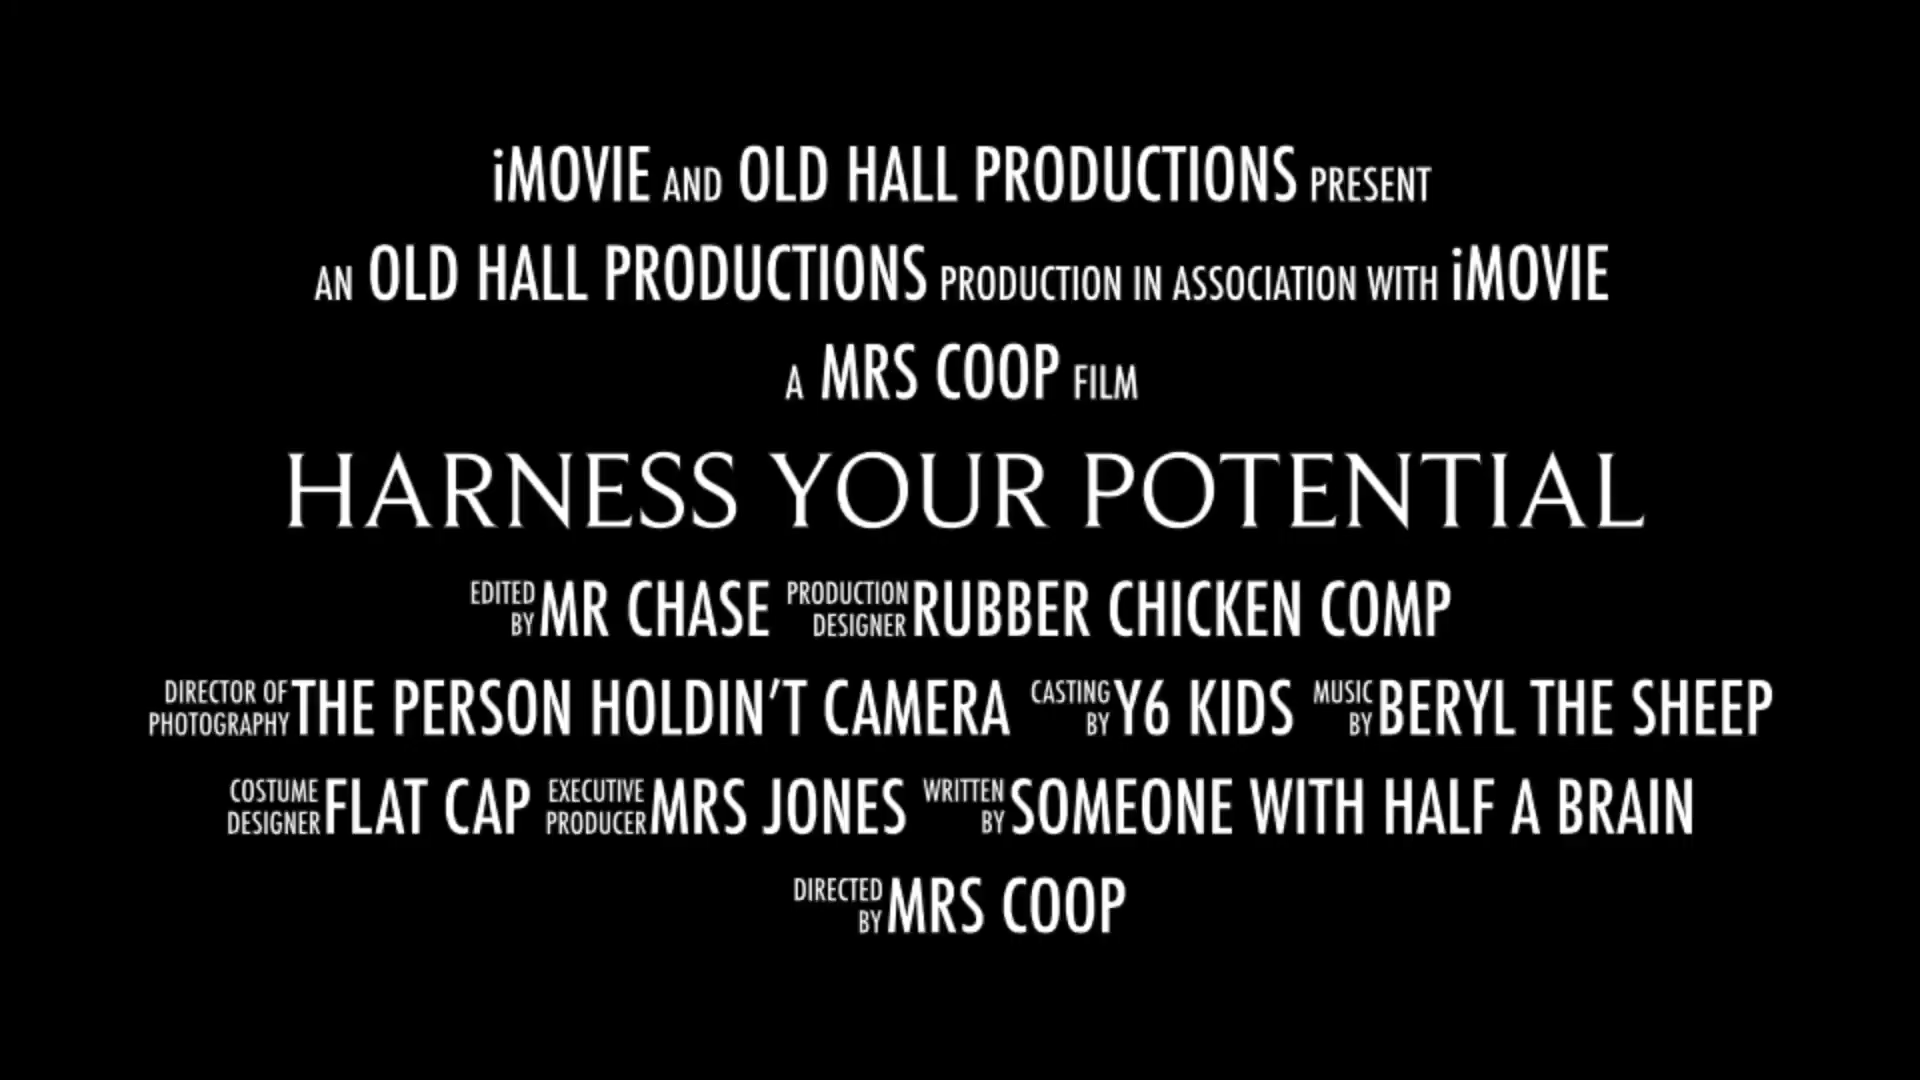 iMOVIE AND OLD HALL PRODUCTIONS PRESENT
AN OLD HALL PRODUCTIONS PRODUCTION IN ASSOCIATION WITH iMOVIE
A MRS COOP FILM
HARNESS YOUR POTENTIAL
EDITED BY MR CHASE PRODUCTION DESIGNER RUBBER CHICKEN COMP
DIRECTOR OF PHOTOGRAPHY THE PERSON HOLDIN'T CAMERA CASTING BY Y6 KIDS MUSIC BY BERYL THE SHEEP
COSTUME DESIGNER FLAT CAP EXECUTIVE PRODUCER MRS JONES WRITTEN BY SOMEONE WITH HALF A BRAIN
DIRECTED BY MRS COOP